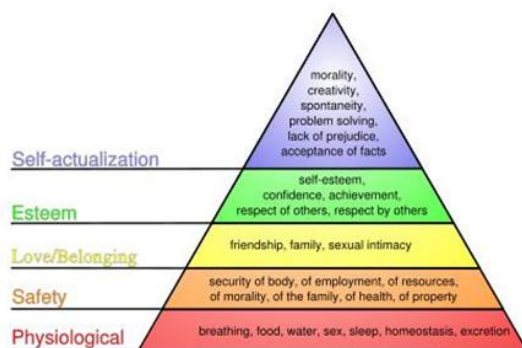 morality,
creativity,
spontaneity,
problem solving,
lack of prejudice,
acceptance of facts
Self-actualization
self-esteem,
confidence, achievement,
respect of others, respect by others
Esteem
friendship, family, sexual intimacy
Love/Belonging
security of body, of employment, of resources,
of morality, of the family, of health, of property
Safety
breathing, food, water, sex, sleep, homeostasis, excretion
Physiological